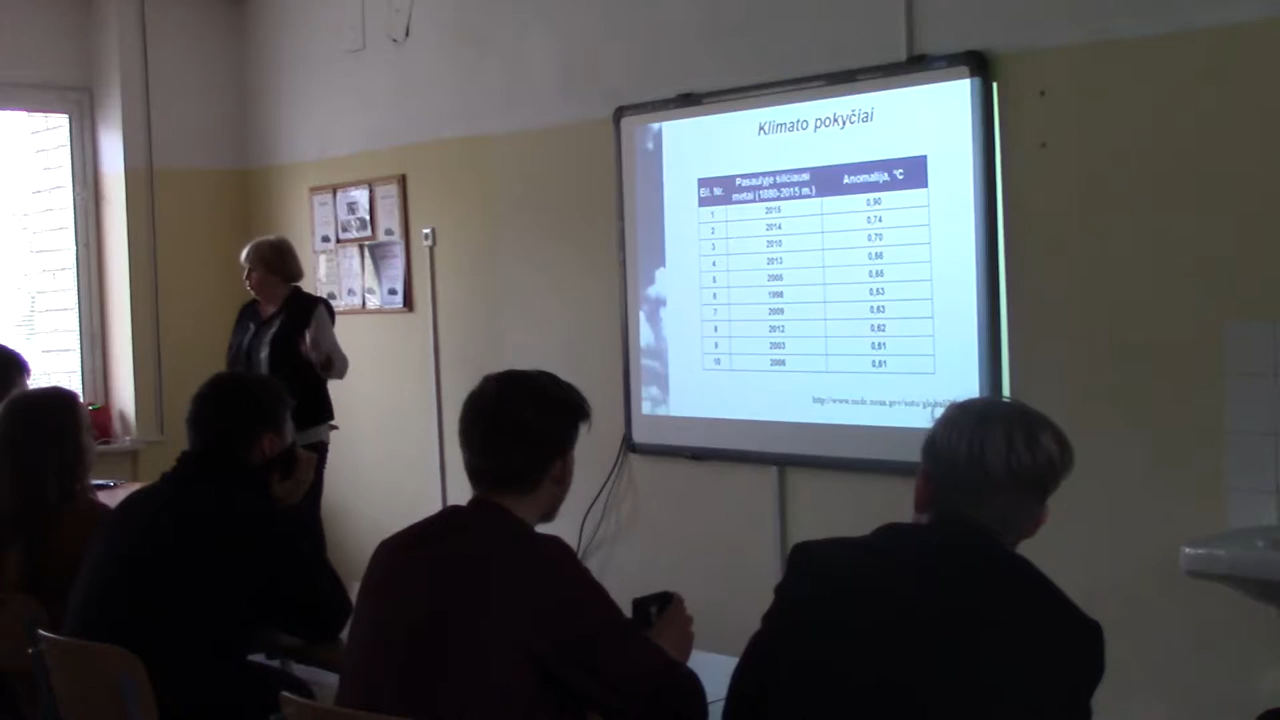 Klimato pokyčiai
Eil. Nr. Pasaulyje šilčiausi metai (1880-2015 m.) Anomalija, °C
1 2015 0,90
2 2014 0,74
3 2010 0,70
4 2013 0,66
5 2005 0,65
6 1998 0,63
7 2009 0,63
8 2012 0,62
9 2003 0,61
10 2006 0,61